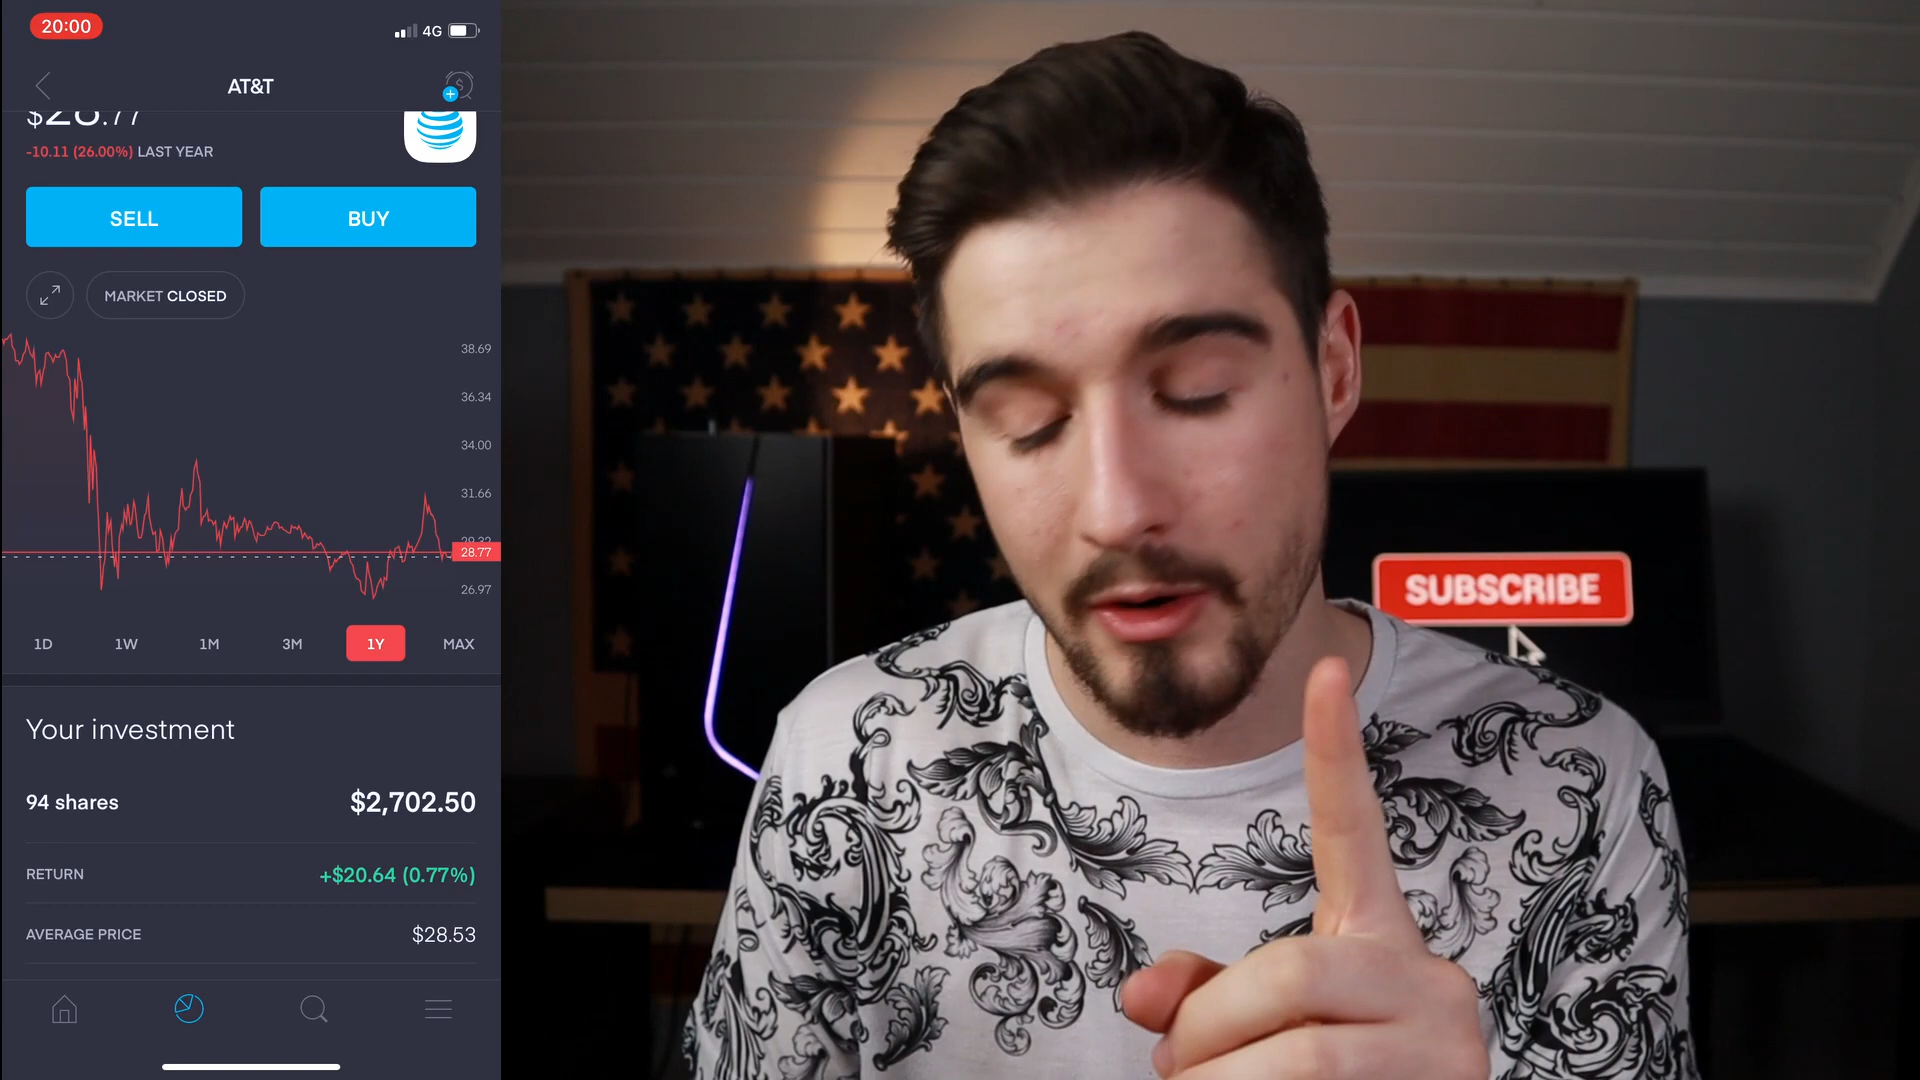 20:00
4G
AT&T
$28.77
-10.11 (26.00%) LAST YEAR
SELL
BUY
MARKET CLOSED
38.69
36.34
34.00
31.66
28.77
26.97
1D
1W
1M
3M
1Y
MAX
Your investment
94 shares
$2,702.50
RETURN
+$20.64 (0.77%)
AVERAGE PRICE
$28.53
SUBSCRIBE